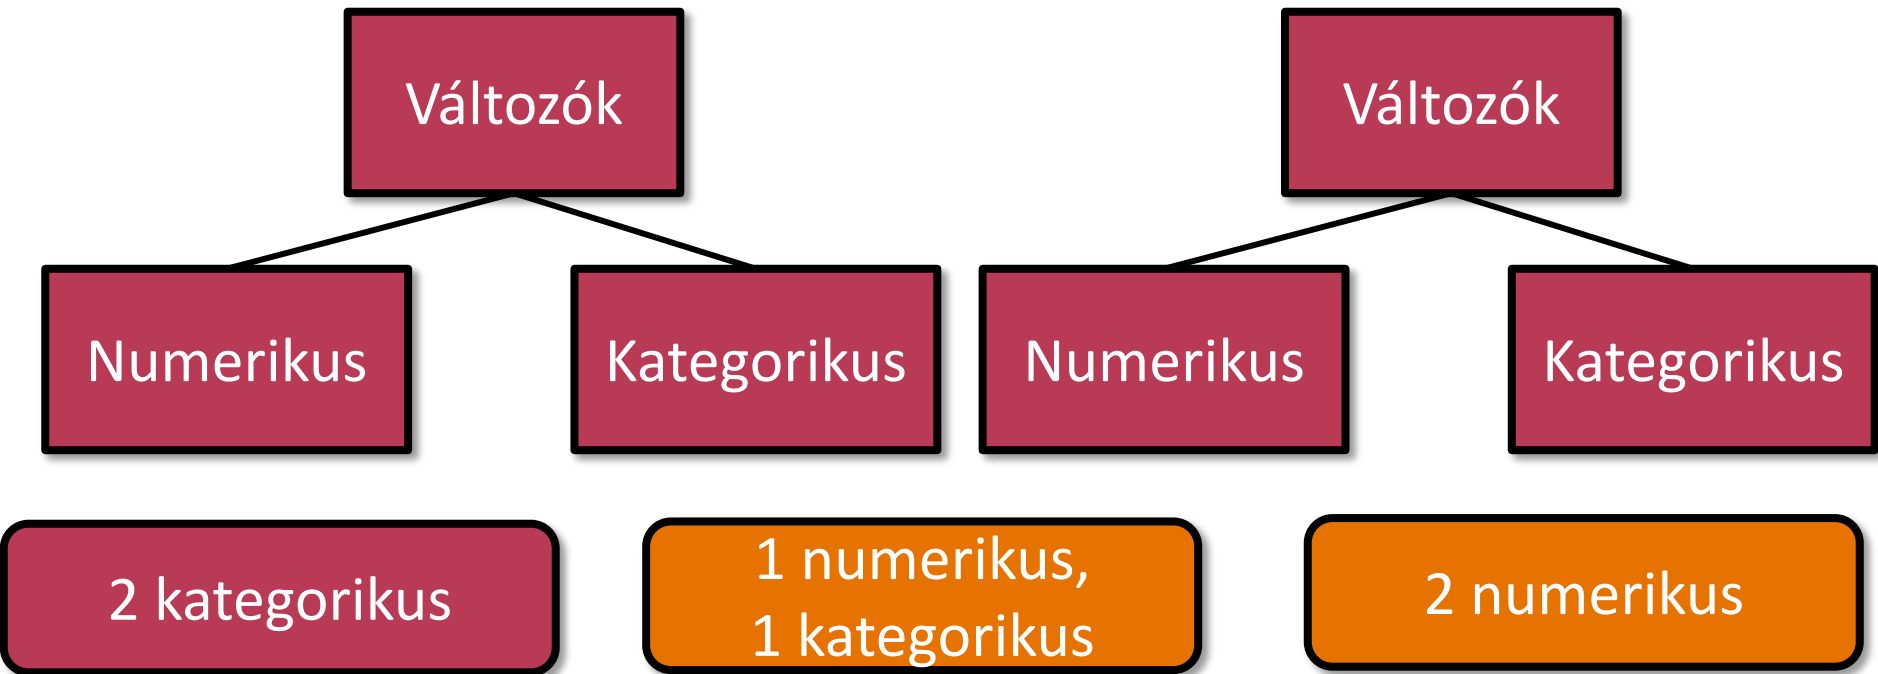 Változók
Változók
Numerikus
Kategorikus
Numerikus
Kategorikus
2 kategorikus
1 numerikus,
1 kategorikus
2 numerikus